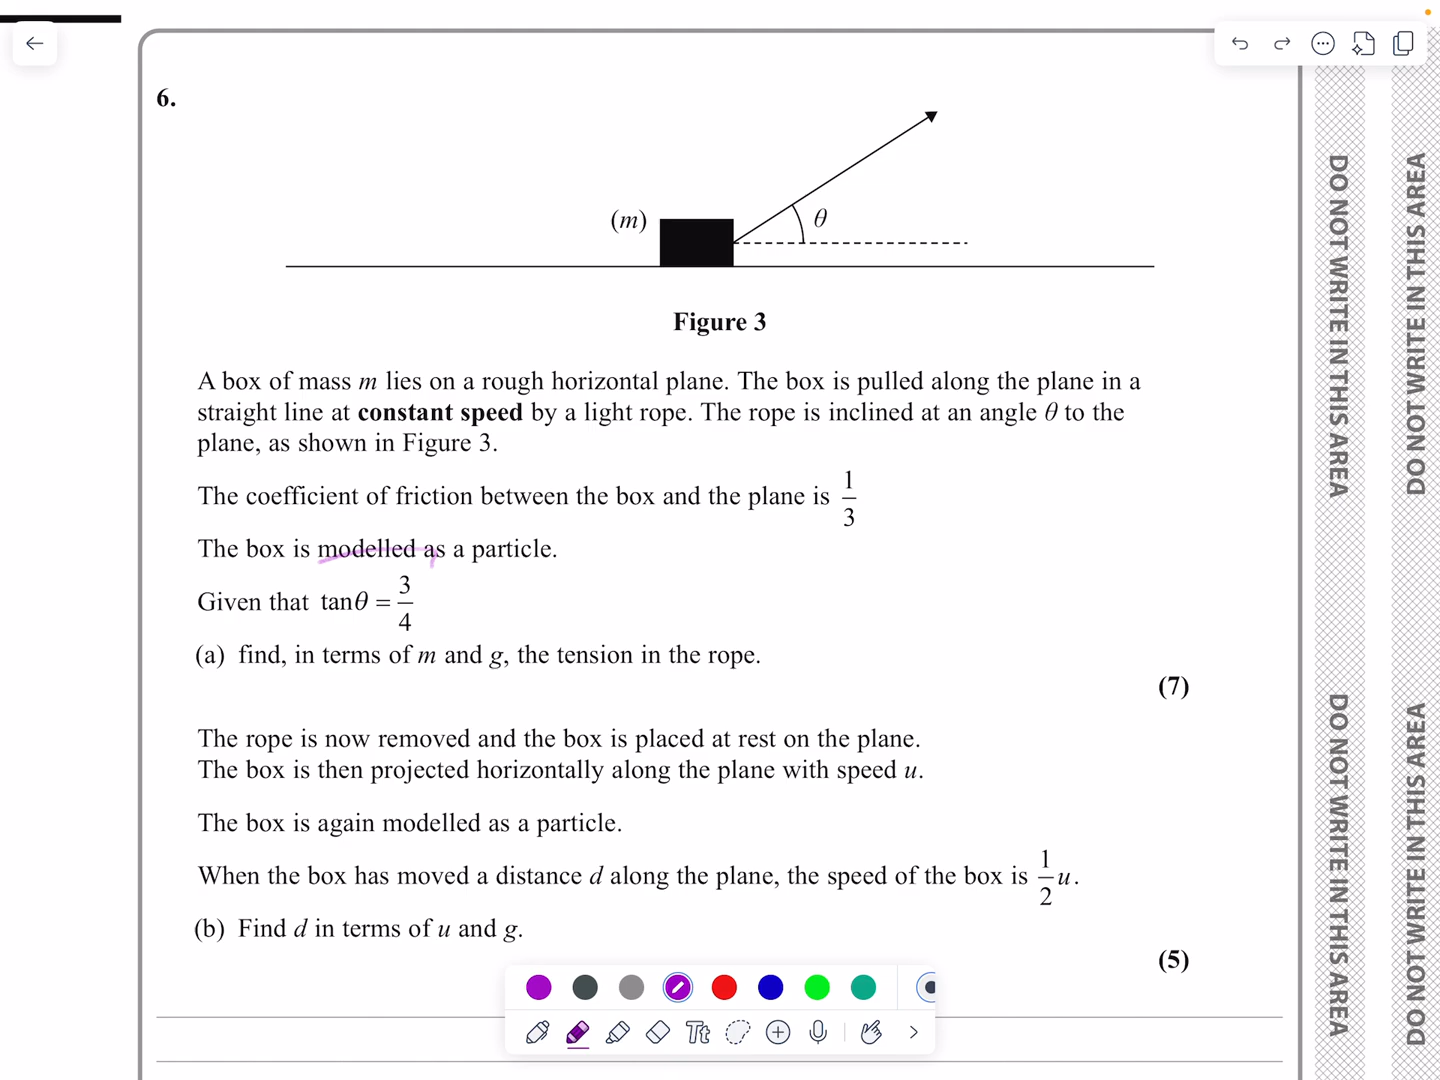 6.
(m)
θ
Figure 3
A box of mass m lies on a rough horizontal plane. The box is pulled along the plane in a
straight line at constant speed by a light rope. The rope is inclined at an angle θ to the
plane, as shown in Figure 3.
The coefficient of friction between the box and the plane is 1/3
The box is modelled as a particle.
Given that tanθ = 3/4
(a) find, in terms of m and g, the tension in the rope.
(7)
The rope is now removed and the box is placed at rest on the plane.
The box is then projected horizontally along the plane with speed u.
The box is again modelled as a particle.
When the box has moved a distance d along the plane, the speed of the box is 1/2 u.
(b) Find d in terms of u and g.
(5)
Tt
DO NOT WRITE IN THIS AREA
DO NOT WRITE IN THIS AREA
DO NOT WRITE IN THIS AREA
DO NOT WRITE IN THIS AREA